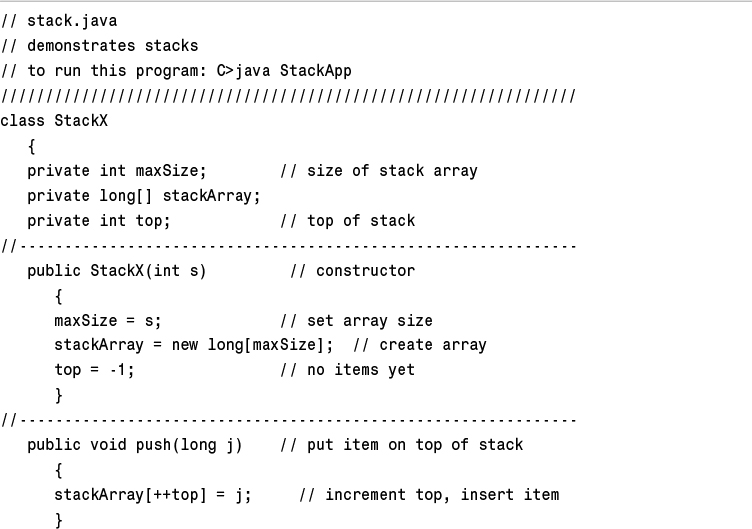 // stack.java
// demonstrates stacks
// to run this program: C>java StackApp
////////////////////////////////////////////////////////////////
class StackX
   {
   private int maxSize;        // size of stack array
   private long[] stackArray;
   private int top;            // top of stack
//--------------------------------------------------------------
   public StackX(int s)         // constructor
      {
      maxSize = s;             // set array size
      stackArray = new long[maxSize];  // create array
      top = -1;                // no items yet
      }
//--------------------------------------------------------------
   public void push(long j)    // put item on top of stack
      {
      stackArray[++top] = j;     // increment top, insert item
      }